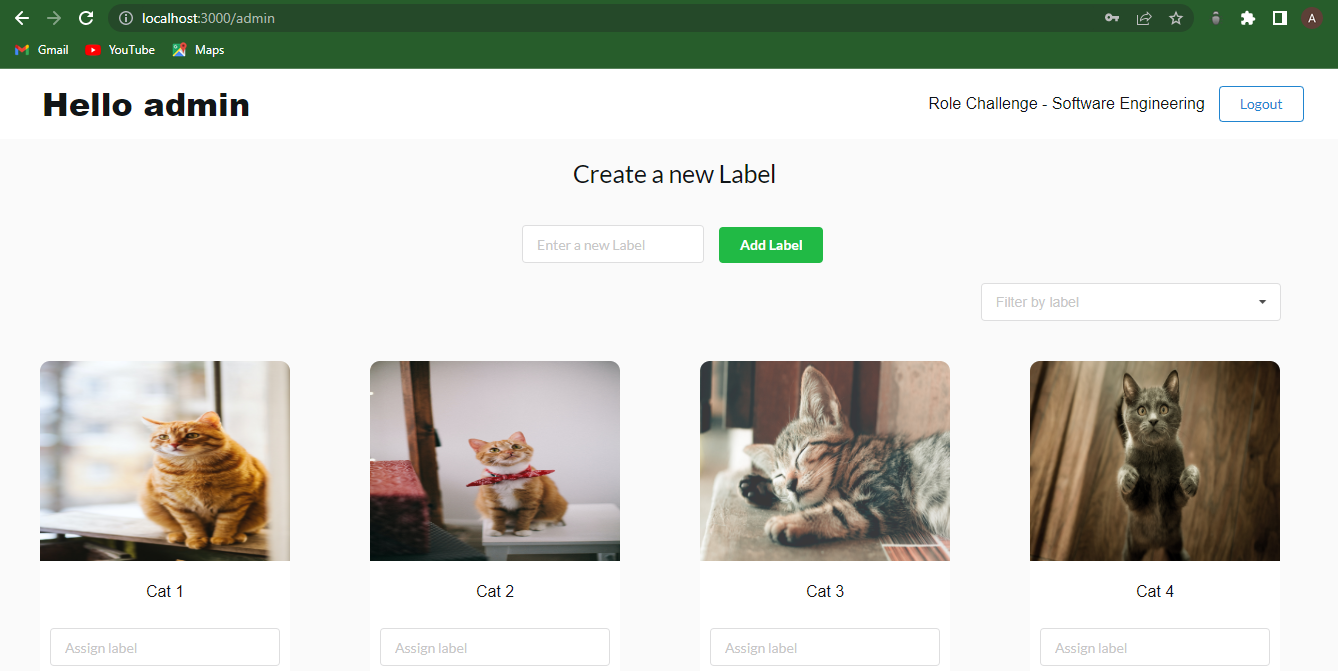 localhost:3000/admin
A
Gmail YouTube Maps
Hello admin
Role Challenge - Software Engineering Logout
Create a new Label
Enter a new Label Add Label
Filter by label
Cat 1 Cat 2 Cat 3 Cat 4
Assign label Assign label Assign label Assign label